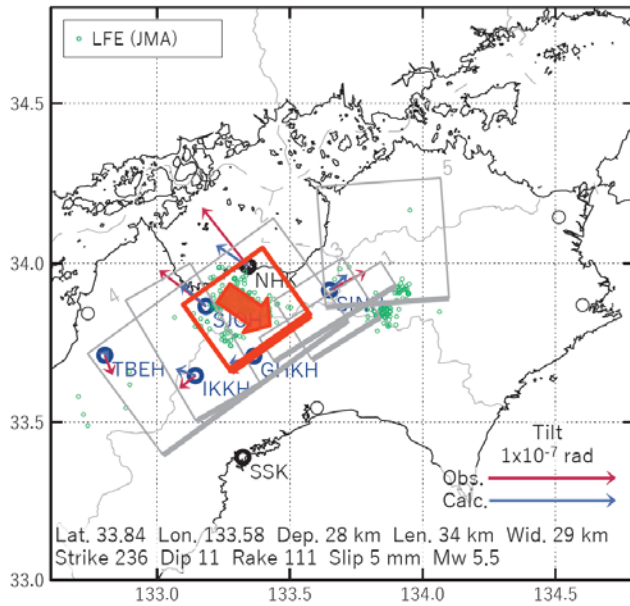 LFE (JMA)
34.5
5
34.0
NHK
4
TBEH
IKKH
GHKH
33.5
SSK
Tilt
1x10⁻⁷ rad
Obs.
Calc.
Lat. 33.84 Lon. 133.58 Dep. 28 km Len. 34 km Wid. 29 km
Strike 236 Dip 11 Rake 111 Slip 5 mm Mw 5.5
33.0
133.0 133.5 134.0 134.5